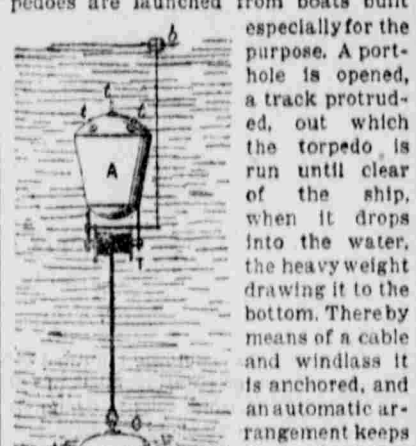 pedoes are launched from boats built
b
t
t t
A
T
O
especially for the
purpose. A port-
hole is opened,
a track protrud-
ed, out which
the torpedo is
run until clear
of the ship,
when it drops
into the water,
the heavy weight
drawing it to the
bottom. There by
means of a cable
and windlass it
is anchored, and
an automatic ar-
rangement keeps